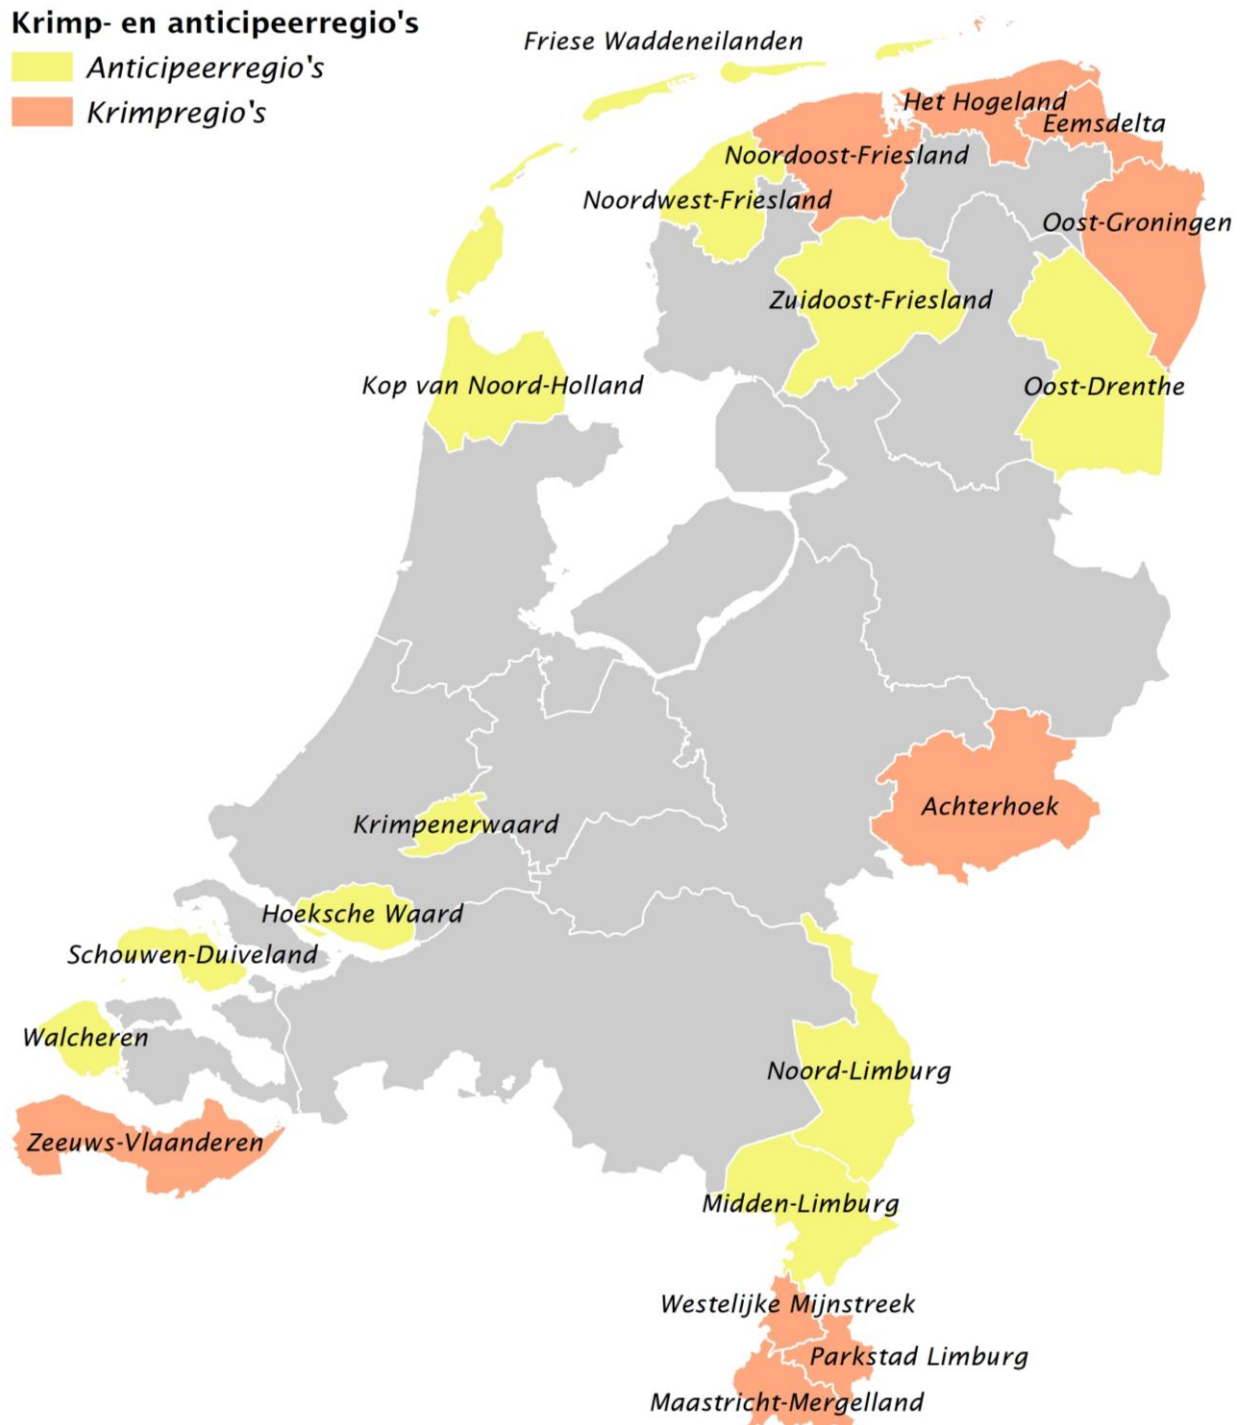 Krimp- en anticipeerregio's
Anticipeerregio's
Krimpregio's
Friese Waddeneilanden
Het Hogeland
Eemsdelta
Noordoost-Friesland
Noordwest-Friesland
Oost-Groningen
Zuidoost-Friesland
Kop van Noord-Holland
Oost-Drenthe
Achterhoek
Krimpenerwaard
Hoeksche Waard
Schouwen-Duiveland
Walcheren
Noord-Limburg
Zeeuws-Vlaanderen
Midden-Limburg
Westelijke Mijnstreek
Parkstad Limburg
Maastricht-Mergelland